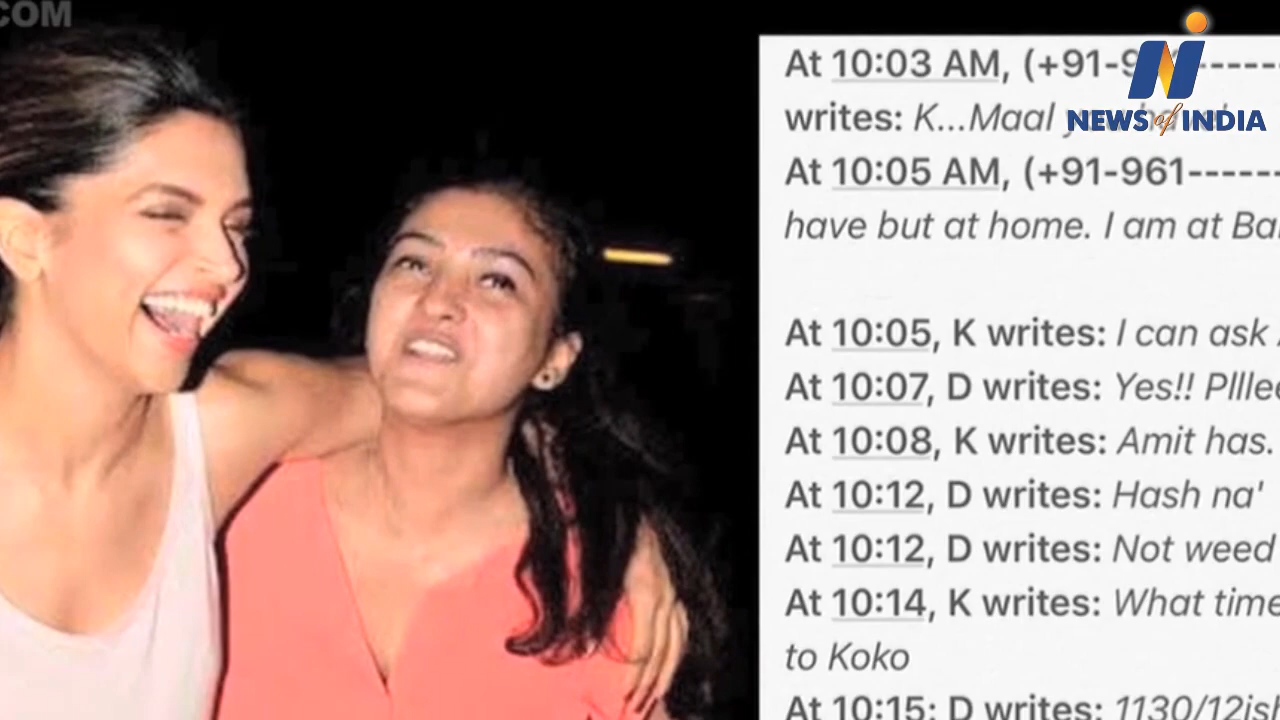 COM
At 10:03 AM, (+91-9
writes: K...Maal
NEWS of INDIA
At 10:05 AM, (+91-961------
have but at home. I am at
At 10:05, K writes: I can ask
At 10:07, D writes: Yes!!
At 10:08, K writes: Amit has.
At 10:12, D writes: Hash na'
At 10:12, D writes: Not weed
At 10:14, K writes: What time
to Koko
At 10:15: D writes: 1130/12ish